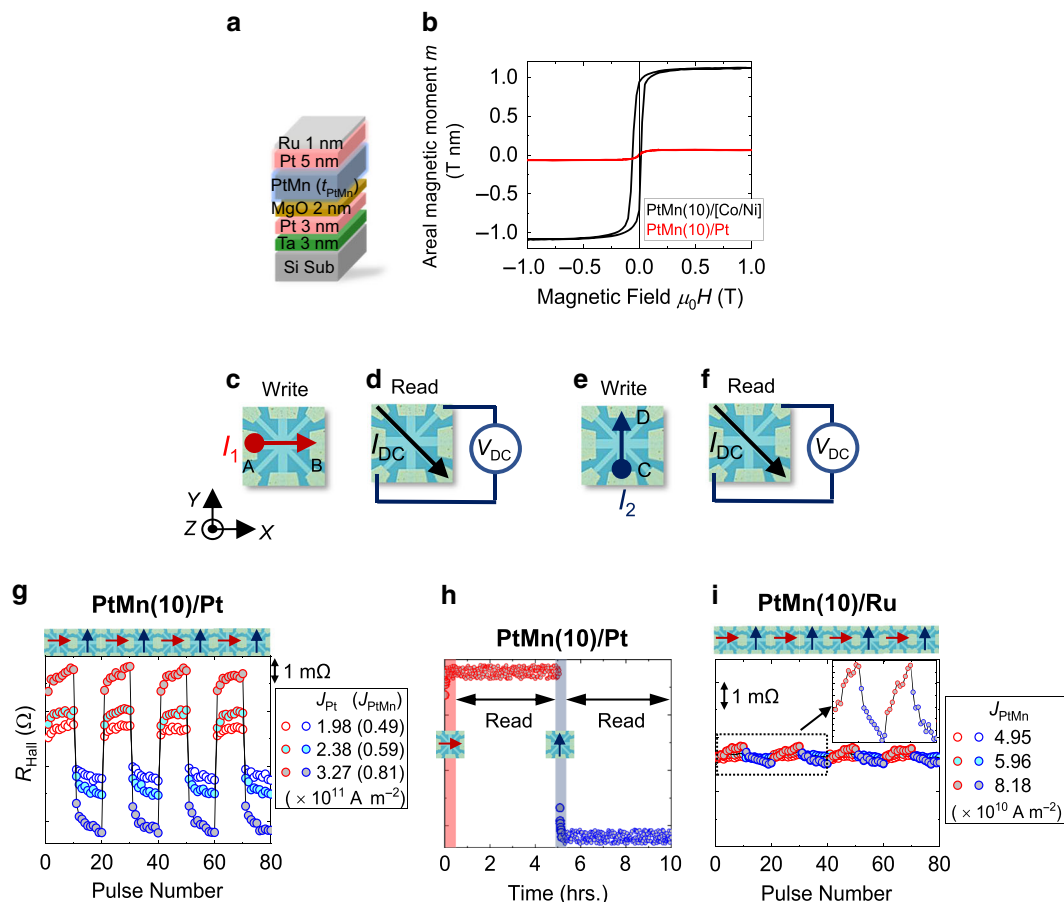 a
Ru 1 nm
Pt 5 nm
PtMn (tPtMn)
MgO 2 nm
Pt 3 nm
Ta 3 nm
Si Sub
b
Areal magnetic moment m
(T nm)
1.0
0.0
−1.0
PtMn(10)/[Co/Ni]
PtMn(10)/Pt
−1.0 −0.5 0.0 0.5 1.0
Magnetic Field μ0H (T)
c
Write
I1
A
B
Y
Z
X
d
Read
IDC
VDC
e
Write
D
C
I2
f
Read
IDC
VDC
g
PtMn(10)/Pt
1 mΩ
RHall (Ω)
JPt (JPtMn)
1.98 (0.49)
2.38 (0.59)
3.27 (0.81)
( × 10^11 A m−2)
0 20 40 60 80
Pulse Number
h
PtMn(10)/Pt
Read
Read
0 2 4 6 8 10
Time (hrs.)
i
PtMn(10)/Ru
1 mΩ
JPtMn
4.95
5.96
8.18
( × 10^10 A m−2)
0 20 40 60 80
Pulse Number